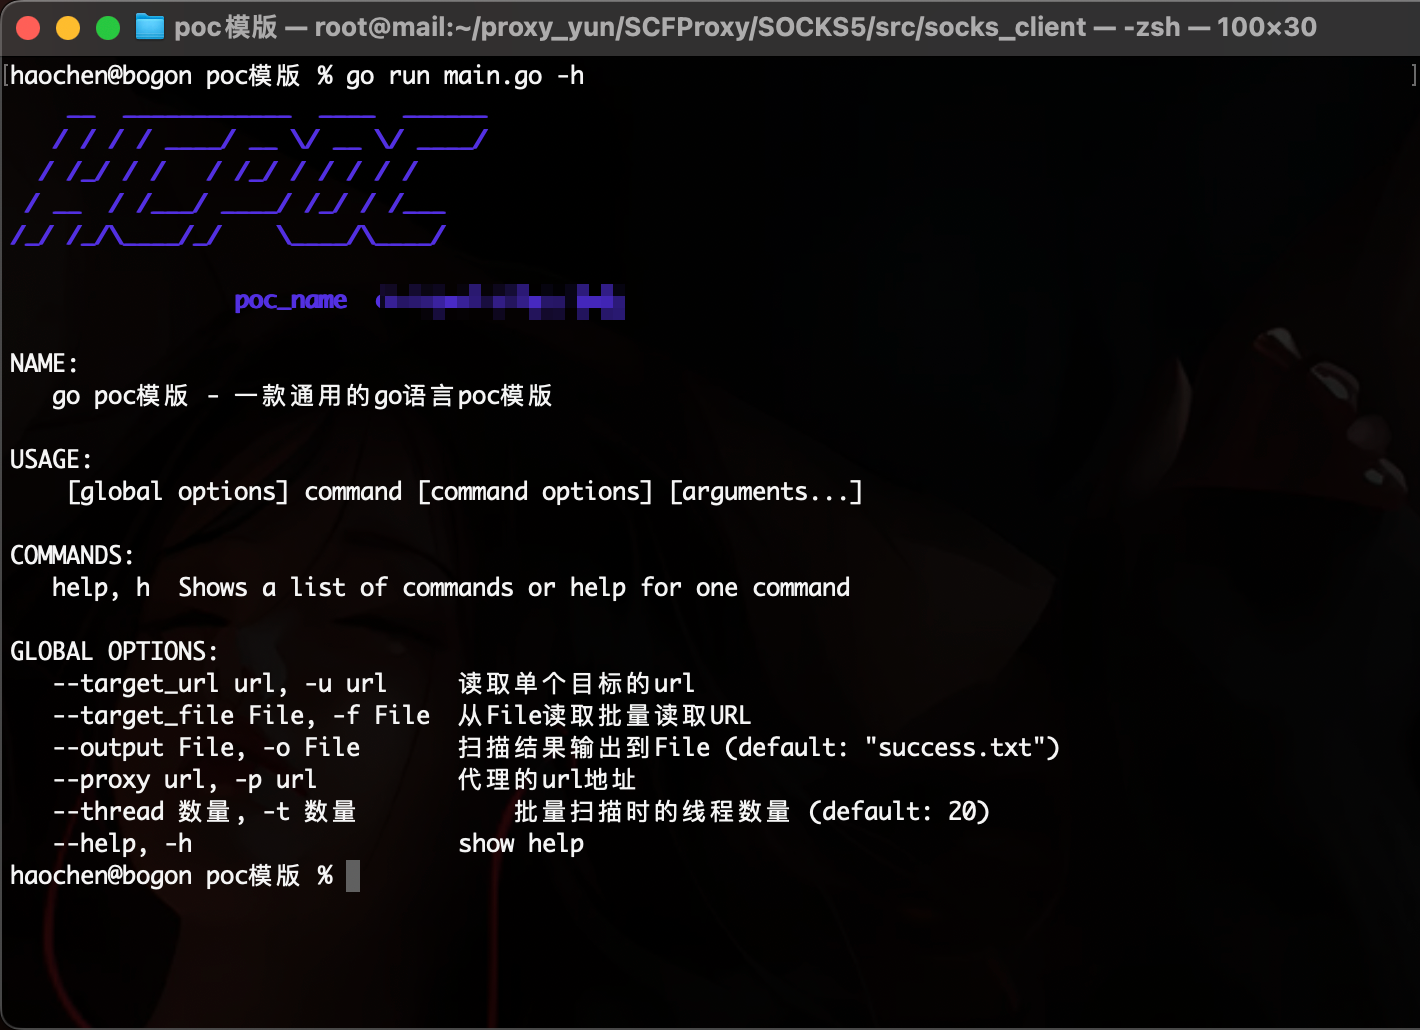 poc模版 — root@mail:~/proxy_yun/SCFProxy/SOCKS5/src/socks_client — -zsh — 100×30
[haochen@bogon poc模版 % go run main.go -h ]
HCPOC
poc_name
NAME:
go poc模版 - 一款通用的go语言poc模版
USAGE:
[global options] command [command options] [arguments...]
COMMANDS:
help, h  Shows a list of commands or help for one command
GLOBAL OPTIONS:
--target_url url, -u url     读取单个目标的url
--target_file File, -f File  从File读取批量读取URL
--output File, -o File       扫描结果输出到File (default: "success.txt")
--proxy url, -p url          代理的url地址
--thread 数量, -t 数量           批量扫描时的线程数量 (default: 20)
--help, -h                   show help
haochen@bogon poc模版 %